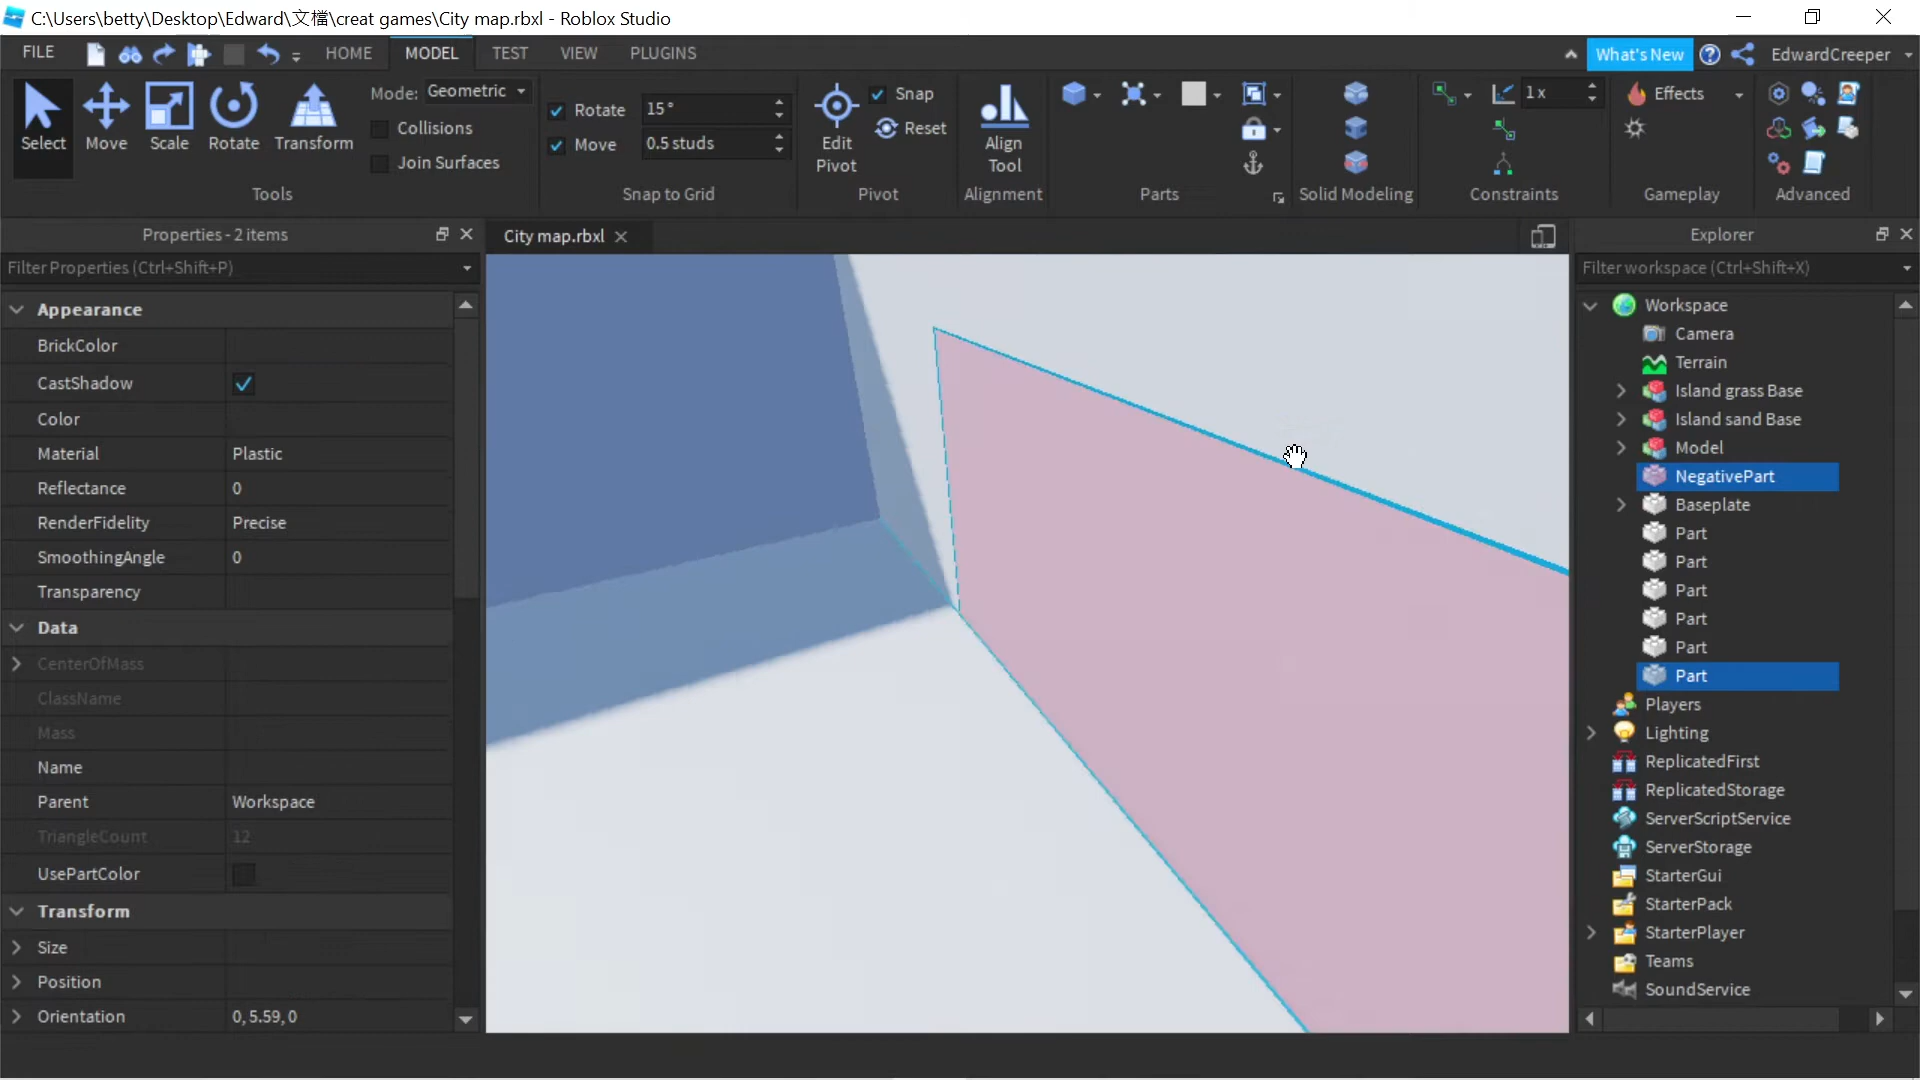 C:\Users\betty\Desktop\Edward\文檔\creat games\City map.rbxl - Roblox Studio
FILE HOME MODEL TEST VIEW PLUGINS What's New EdwardCreeper
Select Move Scale Rotate Transform
Mode: Geometric
Collisions
Join Surfaces
Tools
Rotate 15°
Move 0.5 studs
Snap to Grid
Edit Pivot
Snap
Reset
Pivot
Align Tool
Alignment
Parts
Solid Modeling
1x
Constraints
Effects
Gameplay
Advanced
Properties - 2 items
Filter Properties (Ctrl+Shift+P)
Appearance
BrickColor
CastShadow
Color
Material Plastic
Reflectance 0
RenderFidelity Precise
SmoothingAngle 0
Transparency
Data
CenterOfMass
ClassName
Mass
Name
Parent Workspace
TriangleCount 12
UsePartColor
Transform
Size
Position
Orientation 0, 5.59, 0
City map.rbxl
Explorer
Filter workspace (Ctrl+Shift+X)
Workspace
Camera
Terrain
Island grass Base
Island sand Base
Model
NegativePart
Baseplate
Part
Part
Part
Part
Part
Part
Players
Lighting
ReplicatedFirst
ReplicatedStorage
ServerScriptService
ServerStorage
StarterGui
StarterPack
StarterPlayer
Teams
SoundService